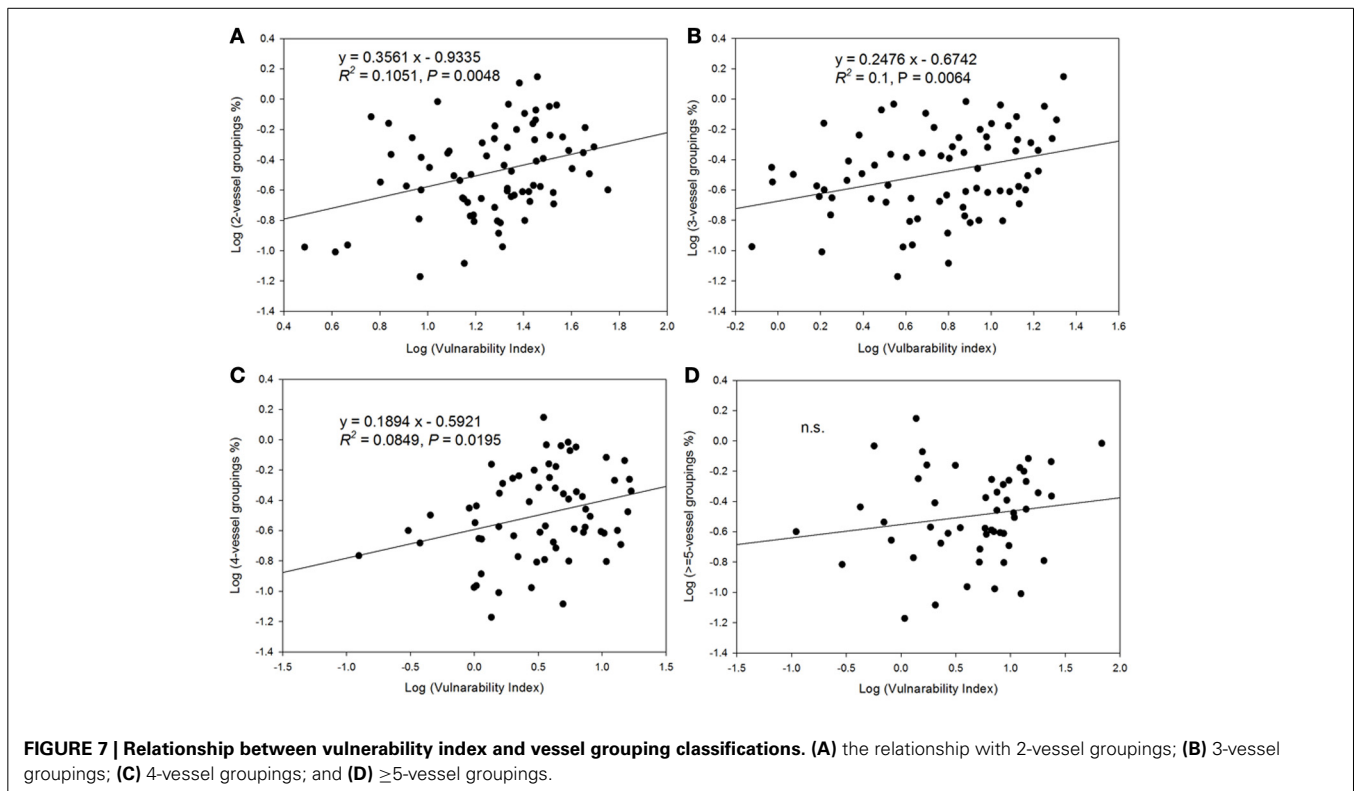 A
y = 0.3561 x - 0.9335
R² = 0.1051, P = 0.0048
Log (2-vessel groupings %)
0.4
0.2
0.0
-0.2
-0.4
-0.6
-0.8
-1.0
-1.2
-1.4
0.4 0.6 0.8 1.0 1.2 1.4 1.6 1.8 2.0
Log (Vulnarability Index)
B
y = 0.2476 x - 0.6742
R² = 0.1, P = 0.0064
Log (3-vessel groupings %)
0.4
0.2
0.0
-0.2
-0.4
-0.6
-0.8
-1.0
-1.2
-1.4
-0.2 0.0 0.2 0.4 0.6 0.8 1.0 1.2 1.4 1.6
Log (Vulbarability index)
C
y = 0.1894 x - 0.5921
R² = 0.0849, P = 0.0195
Log (4-vessel groupings %)
0.4
0.2
0.0
-0.2
-0.4
-0.6
-0.8
-1.0
-1.2
-1.4
-1.5 -1.0 -0.5 0.0 0.5 1.0 1.5
Log (Vulnarability Index)
D
n.s.
Log (>=5-vessel groupings %)
0.4
0.2
0.0
-0.2
-0.4
-0.6
-0.8
-1.0
-1.2
-1.4
-1.5 -1.0 -0.5 0.0 0.5 1.0 1.5 2.0
Log (Vulnarability Index)
FIGURE 7 | Relationship between vulnerability index and vessel grouping classifications. (A) the relationship with 2-vessel groupings; (B) 3-vessel
groupings; (C) 4-vessel groupings; and (D) ≥5-vessel groupings.